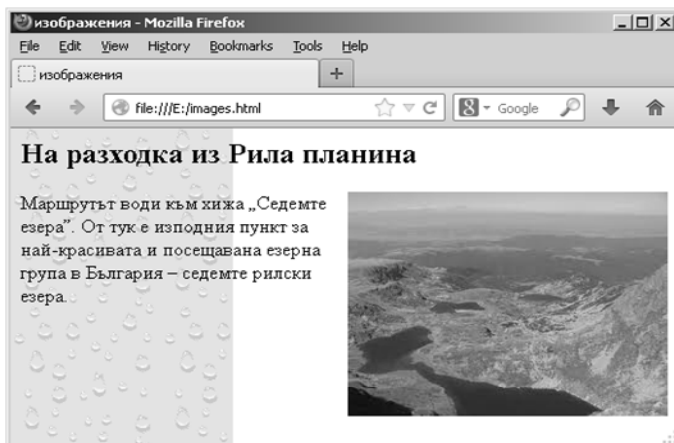 изображения - Mozilla Firefox
File Edit View History Bookmarks Tools Help
изображения
file:///E:/images.html
Google
На разходка из Рила планина
Маршрутът води към хижа „Седемте
езера”. От тук е изподния пункт за
най-красивата и посещавана езерна
група в България – седемте рилски
езера.